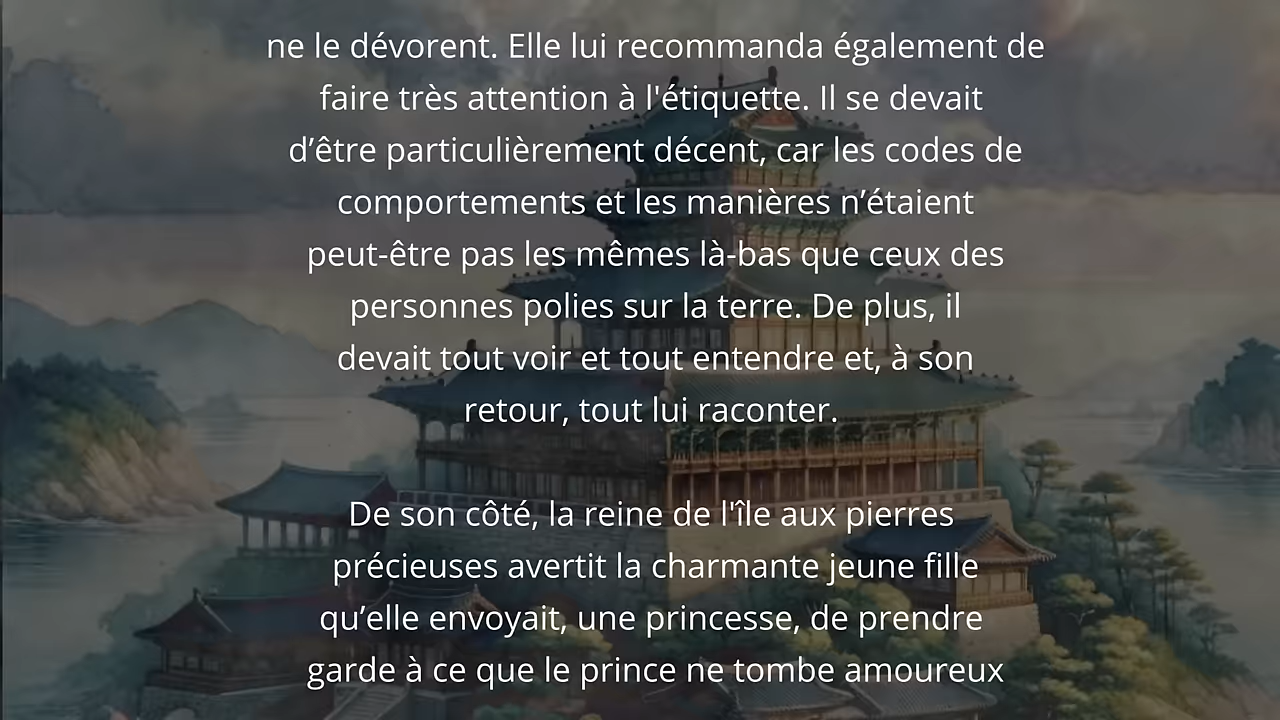 ne le dévorent. Elle lui recommanda également de
faire très attention à l'étiquette. Il se devait
d’être particulièrement décent, car les codes de
comportements et les manières n’étaient
peut-être pas les mêmes là-bas que ceux des
personnes polies sur la terre. De plus, il
devait tout voir et tout entendre et, à son
retour, tout lui raconter.
De son côté, la reine de l'île aux pierres
précieuses avertit la charmante jeune fille
qu’elle envoyait, une princesse, de prendre
garde à ce que le prince ne tombe amoureux